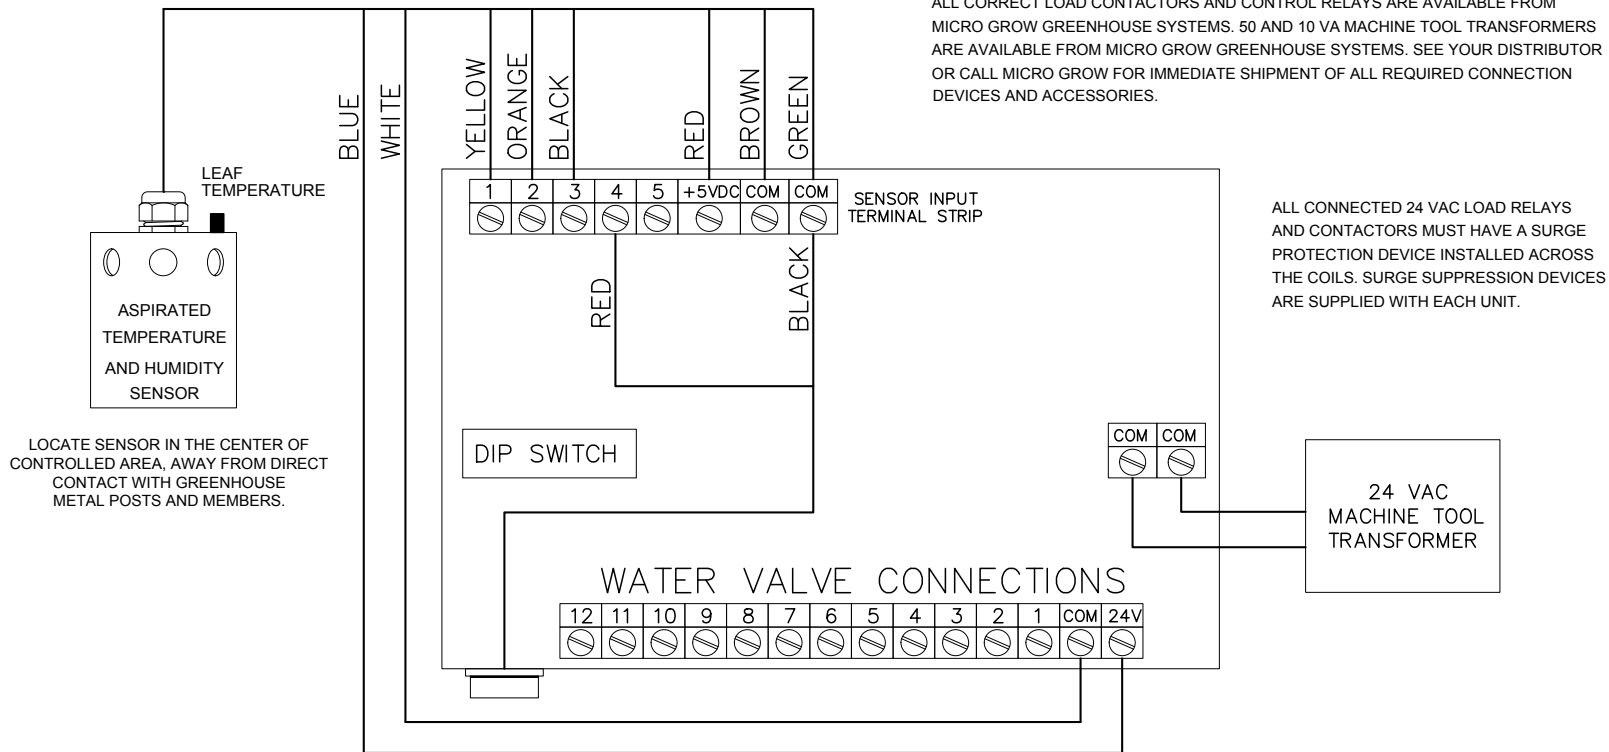 ALL CORRECT LOAD CONTACTORS AND CONTROL RELAYS ARE AVAILABLE FROM
MICRO GROW GREENHOUSE SYSTEMS. 50 AND 10 VA MACHINE TOOL TRANSFORMERS
ARE AVAILABLE FROM MICRO GROW GREENHOUSE SYSTEMS. SEE YOUR DISTRIBUTOR
OR CALL MICRO GROW FOR IMMEDIATE SHIPMENT OF ALL REQUIRED CONNECTION
DEVICES AND ACCESSORIES.
BLUE
WHITE
YELLOW
ORANGE
BLACK
RED
BROWN
GREEN
LEAF
TEMPERATURE
1 2 3 4 5 +5VDC COM COM
SENSOR INPUT
TERMINAL STRIP
ALL CONNECTED 24 VAC LOAD RELAYS
AND CONTACTORS MUST HAVE A SURGE
PROTECTION DEVICE INSTALLED ACROSS
THE COILS. SURGE SUPPRESSION DEVICES
ARE SUPPLIED WITH EACH UNIT.
RED
BLACK
ASPIRATED
TEMPERATURE
AND HUMIDITY
SENSOR
LOCATE SENSOR IN THE CENTER OF
CONTROLLED AREA, AWAY FROM DIRECT
CONTACT WITH GREENHOUSE
METAL POSTS AND MEMBERS.
DIP SWITCH
COM COM
24 VAC
MACHINE TOOL
TRANSFORMER
WATER VALVE CONNECTIONS
12 11 10 9 8 7 6 5 4 3 2 1 COM 24V